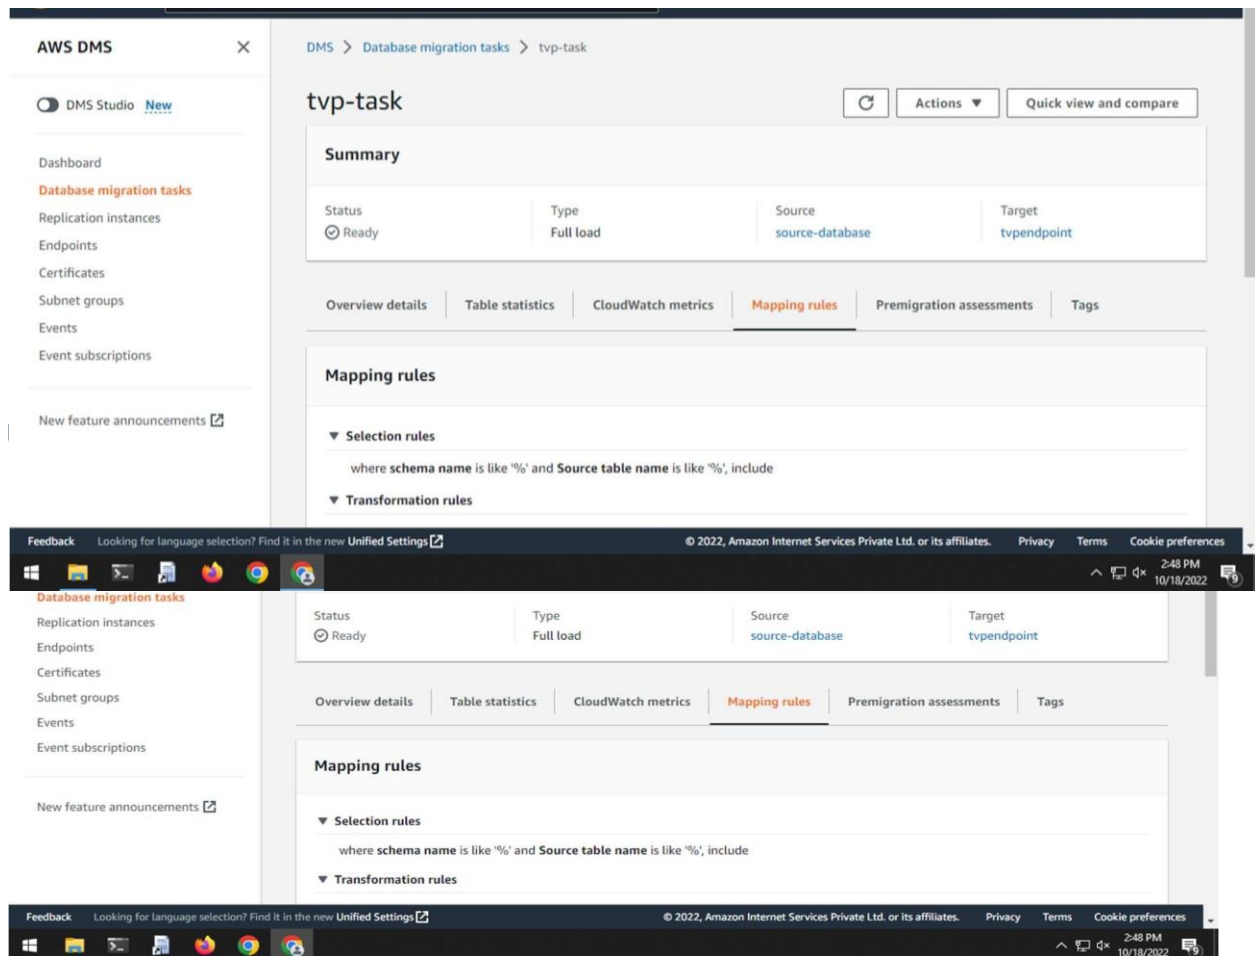 AWS DMS
DMS > Database migration tasks > tvp-task
DMS Studio New
tvp-task
Actions
Quick view and compare
Dashboard
Database migration tasks
Replication instances
Endpoints
Certificates
Subnet groups
Events
Event subscriptions
New feature announcements
Summary
Status Type Source Target
Ready Full load source-database tvpendpoint
Overview details Table statistics CloudWatch metrics Mapping rules Premigration assessments Tags
Mapping rules
Selection rules
where schema name is like '%' and Source table name is like '%', include
Transformation rules
Feedback Looking for language selection? Find it in the new Unified Settings © 2022, Amazon Internet Services Private Ltd. or its affiliates. Privacy Terms Cookie preferences
2:48 PM
10/18/2022
9
Database migration tasks
Replication instances
Endpoints
Certificates
Subnet groups
Events
Event subscriptions
New feature announcements
Status Type Source Target
Ready Full load source-database tvpendpoint
Overview details Table statistics CloudWatch metrics Mapping rules Premigration assessments Tags
Mapping rules
Selection rules
where schema name is like '%' and Source table name is like '%', include
Transformation rules
Feedback Looking for language selection? Find it in the new Unified Settings © 2022, Amazon Internet Services Private Ltd. or its affiliates. Privacy Terms Cookie preferences
2:48 PM
10/18/2022
9